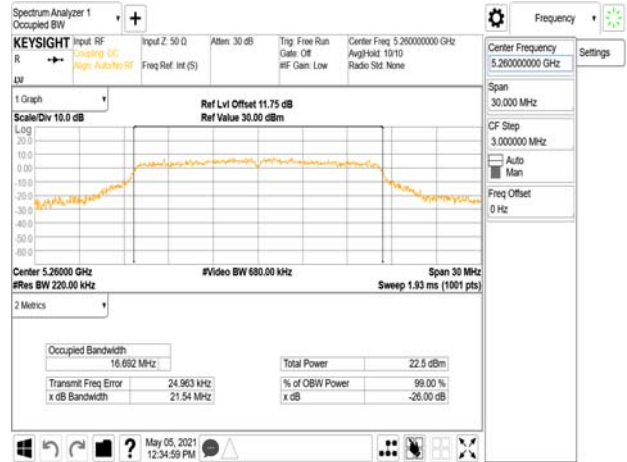 Spectrum Analyzer 1
Occupied BW
Frequency
KEYSIGHT
Input: RF
Coupling: DC
Align: Auto/No RF
Input Z: 50 Ω
Freq Ref: Int (S)
Atten: 30 dB
Trig: Free Run
Gate: Off
#IF Gain: Low
Center Freq: 5.260000000 GHz
Avg|Hold: 10/10
Radio Std: None
R
Center Frequency
5.260000000 GHz
Settings
Span
30.000 MHz
CF Step
3.000000 MHz
Auto
Man
Freq Offset
0 Hz
1 Graph
Scale/Div 10.0 dB
Ref Lvl Offset 11.75 dB
Ref Value 30.00 dBm
Log
20.0
10.0
0.00
-10.0
-20.0
-30.0
-40.0
-50.0
-60.0
Center 5.26000 GHz
#Res BW 220.00 kHz
#Video BW 680.00 kHz
Span 30 MHz
Sweep 1.93 ms (1001 pts)
2 Metrics
Occupied Bandwidth
16.692 MHz
Transmit Freq Error 24.963 kHz
x dB Bandwidth 21.54 MHz
Total Power 22.5 dBm
% of OBW Power 99.00 %
x dB -26.00 dB
May 05, 2021
12:34:59 PM